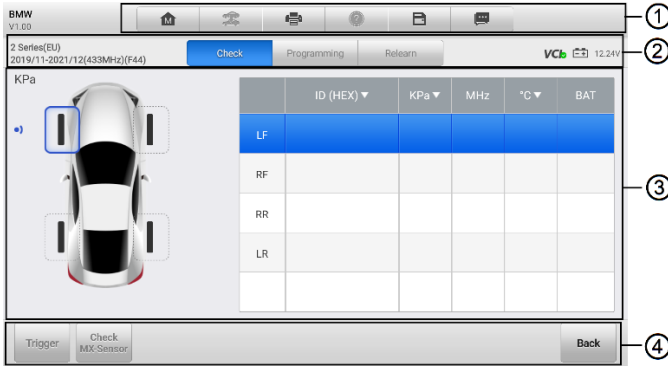 BMW
V1.00
M
?
①
2 Series(EU)
2019/11-2021/12(433MHz)(F44)
Check
Programming
Relearn
VCI
12.24V
②
KPa
ID (HEX) ▼
KPa ▼
MHz
°C ▼
BAT
LF
RF
RR
LR
③
Trigger
Check
MX-Sensor
Back
④